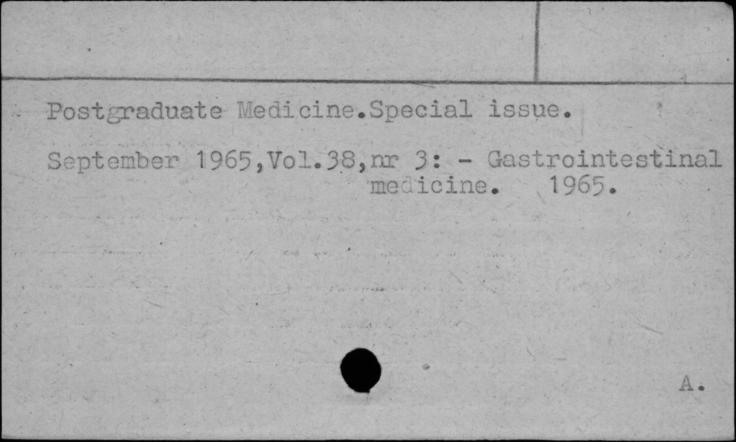 Postgraduate Medicine.Special issue.
September 1965,Vol.38,nr 3: - Gastrointestinal
medicine. 1965.
A.